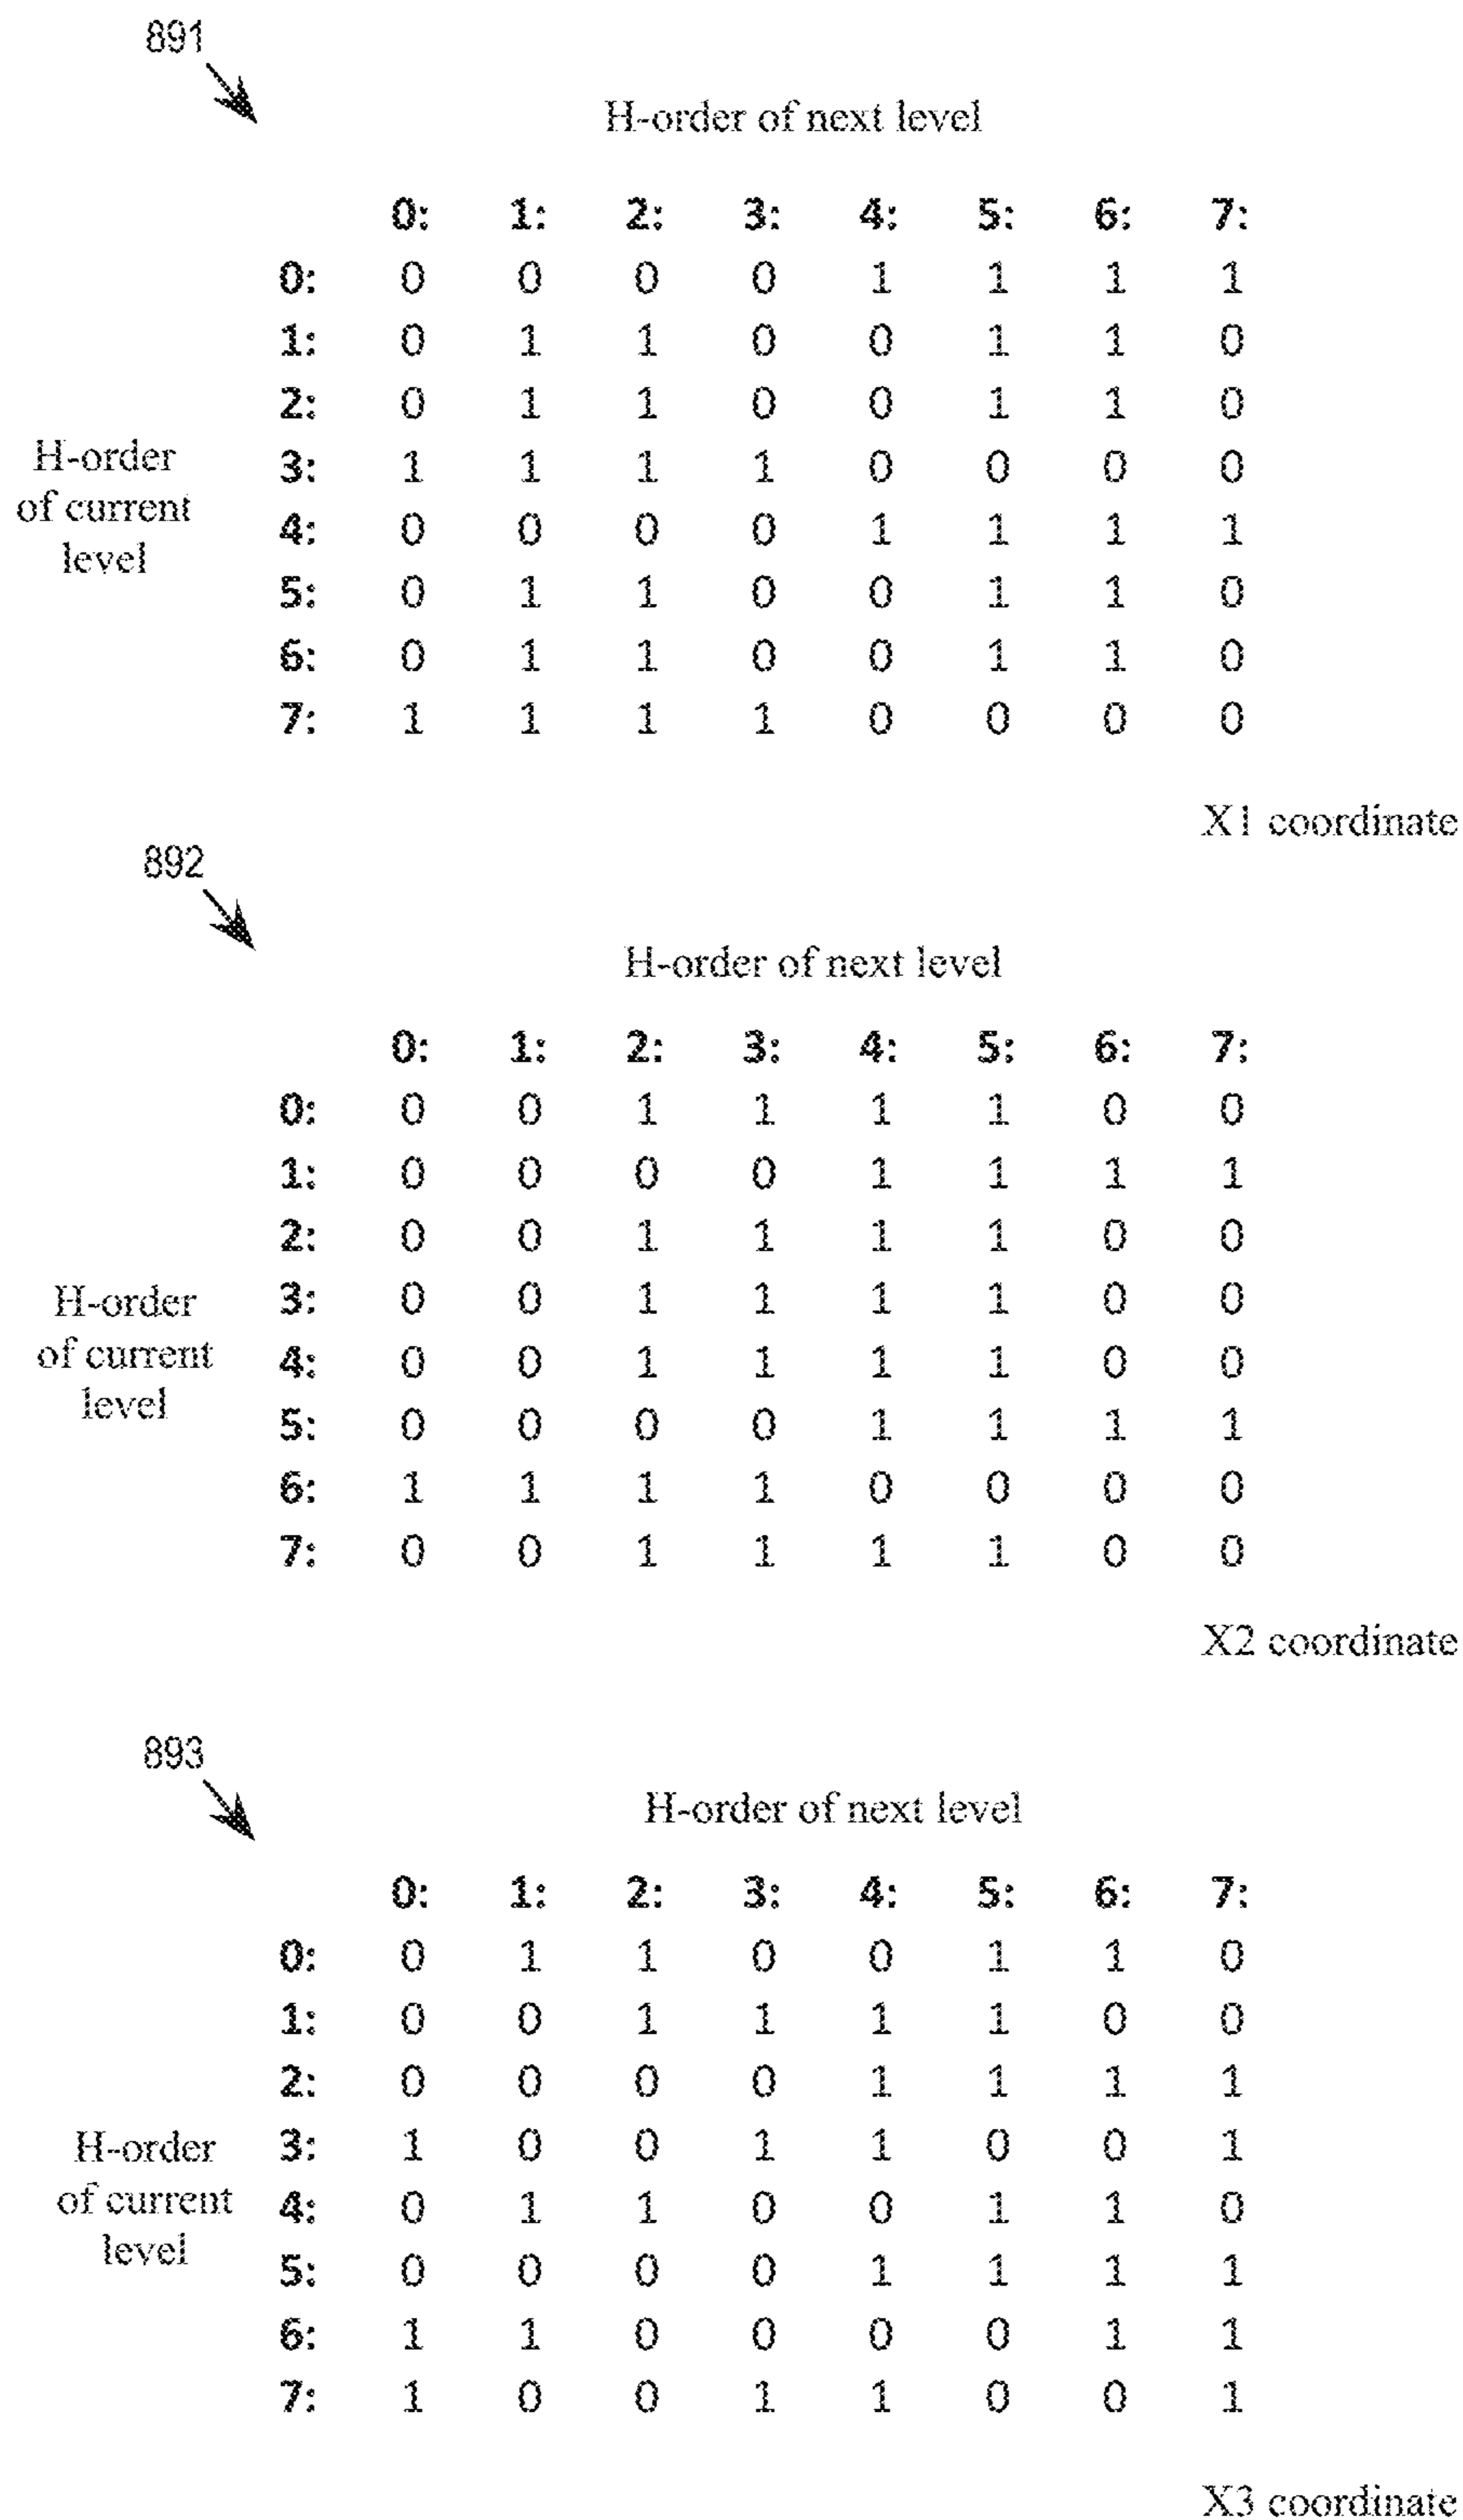 891
H-order of next level
0: 1: 2: 3: 4: 5: 6: 7:
0: 0 0 0 0 1 1 1 1
1: 0 1 1 0 0 1 1 0
2: 0 1 1 0 0 1 1 0
H-order
3: 1 1 1 1 0 0 0 0
of current
4: 0 0 0 0 1 1 1 1
level
5: 0 1 1 0 0 1 1 0
6: 0 1 1 0 0 1 1 0
7: 1 1 1 1 0 0 0 0
X1 coordinate
892
H-order of next level
0: 1: 2: 3: 4: 5: 6: 7:
0: 0 0 1 1 1 1 0 0
1: 0 0 0 0 1 1 1 1
2: 0 0 1 1 1 1 0 0
H-order
3: 0 0 1 1 1 1 0 0
of current
4: 0 0 1 1 1 1 0 0
level
5: 0 0 0 0 1 1 1 1
6: 1 1 1 1 0 0 0 0
7: 0 0 1 1 1 1 0 0
X2 coordinate
893
H-order of next level
0: 1: 2: 3: 4: 5: 6: 7:
0: 0 1 1 0 0 1 1 0
1: 0 0 1 1 1 1 0 0
2: 0 0 0 0 1 1 1 1
H-order
3: 1 0 0 1 1 0 0 1
of current
4: 0 1 1 0 0 1 1 0
level
5: 0 0 0 0 1 1 1 1
6: 1 1 0 0 0 0 1 1
7: 1 0 0 1 1 0 0 1
X3 coordinate